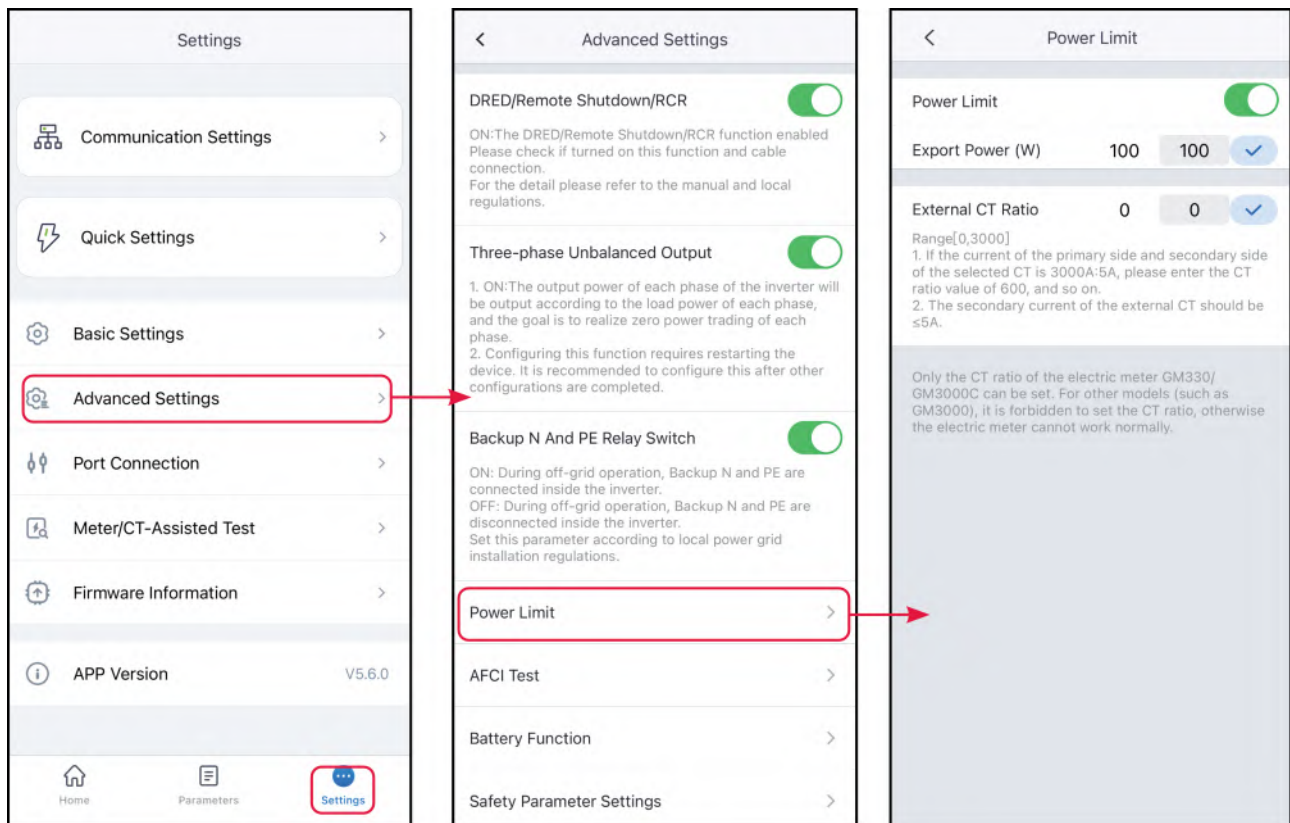 Settings
Communication Settings
Quick Settings
Basic Settings
Advanced Settings
Port Connection
Meter/CT-Assisted Test
Firmware Information
APP Version V5.6.0
Home Parameters Settings
Advanced Settings
DRED/Remote Shutdown/RCR
ON:The DRED/Remote Shutdown/RCR function enabled
Please check if turned on this function and cable
connection.
For the detail please refer to the manual and local
regulations.
Three-phase Unbalanced Output
1. ON:The output power of each phase of the inverter will
be output according to the load power of each phase,
and the goal is to realize zero power trading of each
phase.
2. Configuring this function requires restarting the
device. It is recommended to configure this after other
configurations are completed.
Backup N And PE Relay Switch
ON: During off-grid operation, Backup N and PE are
connected inside the inverter.
OFF: During off-grid operation, Backup N and PE are
disconnected inside the inverter.
Set this parameter according to local power grid
installation regulations.
Power Limit
AFCI Test
Battery Function
Safety Parameter Settings
Power Limit
Power Limit
Export Power (W) 100 100
External CT Ratio 0 0
Range[0,3000]
1. If the current of the primary side and secondary side
of the selected CT is 3000A:5A, please enter the CT
ratio value of 600, and so on.
2. The secondary current of the external CT should be
≤5A.
Only the CT ratio of the electric meter GM330/
GM3000C can be set. For other models (such as
GM3000), it is forbidden to set the CT ratio, otherwise
the electric meter cannot work normally.